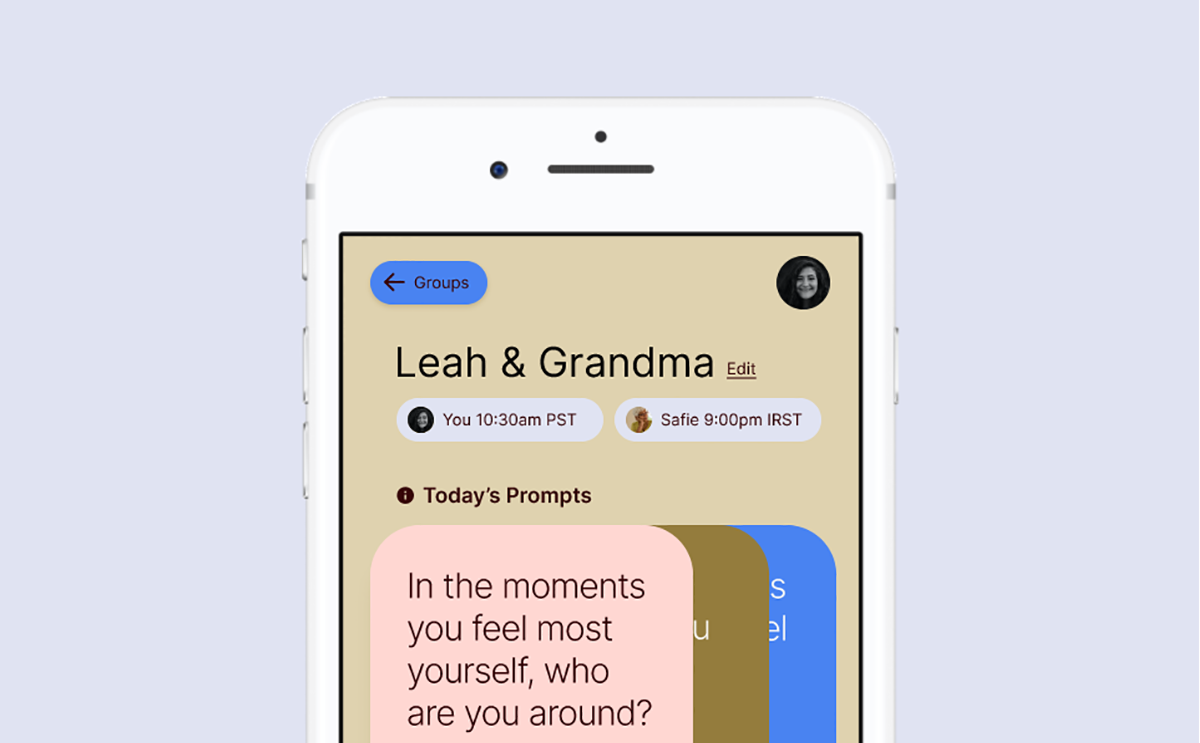 Groups
Leah & Grandma Edit
You 10:30am PST
Safie 9:00pm IRST
Today’s Prompts
In the moments
you feel most
yourself, who
are you around?